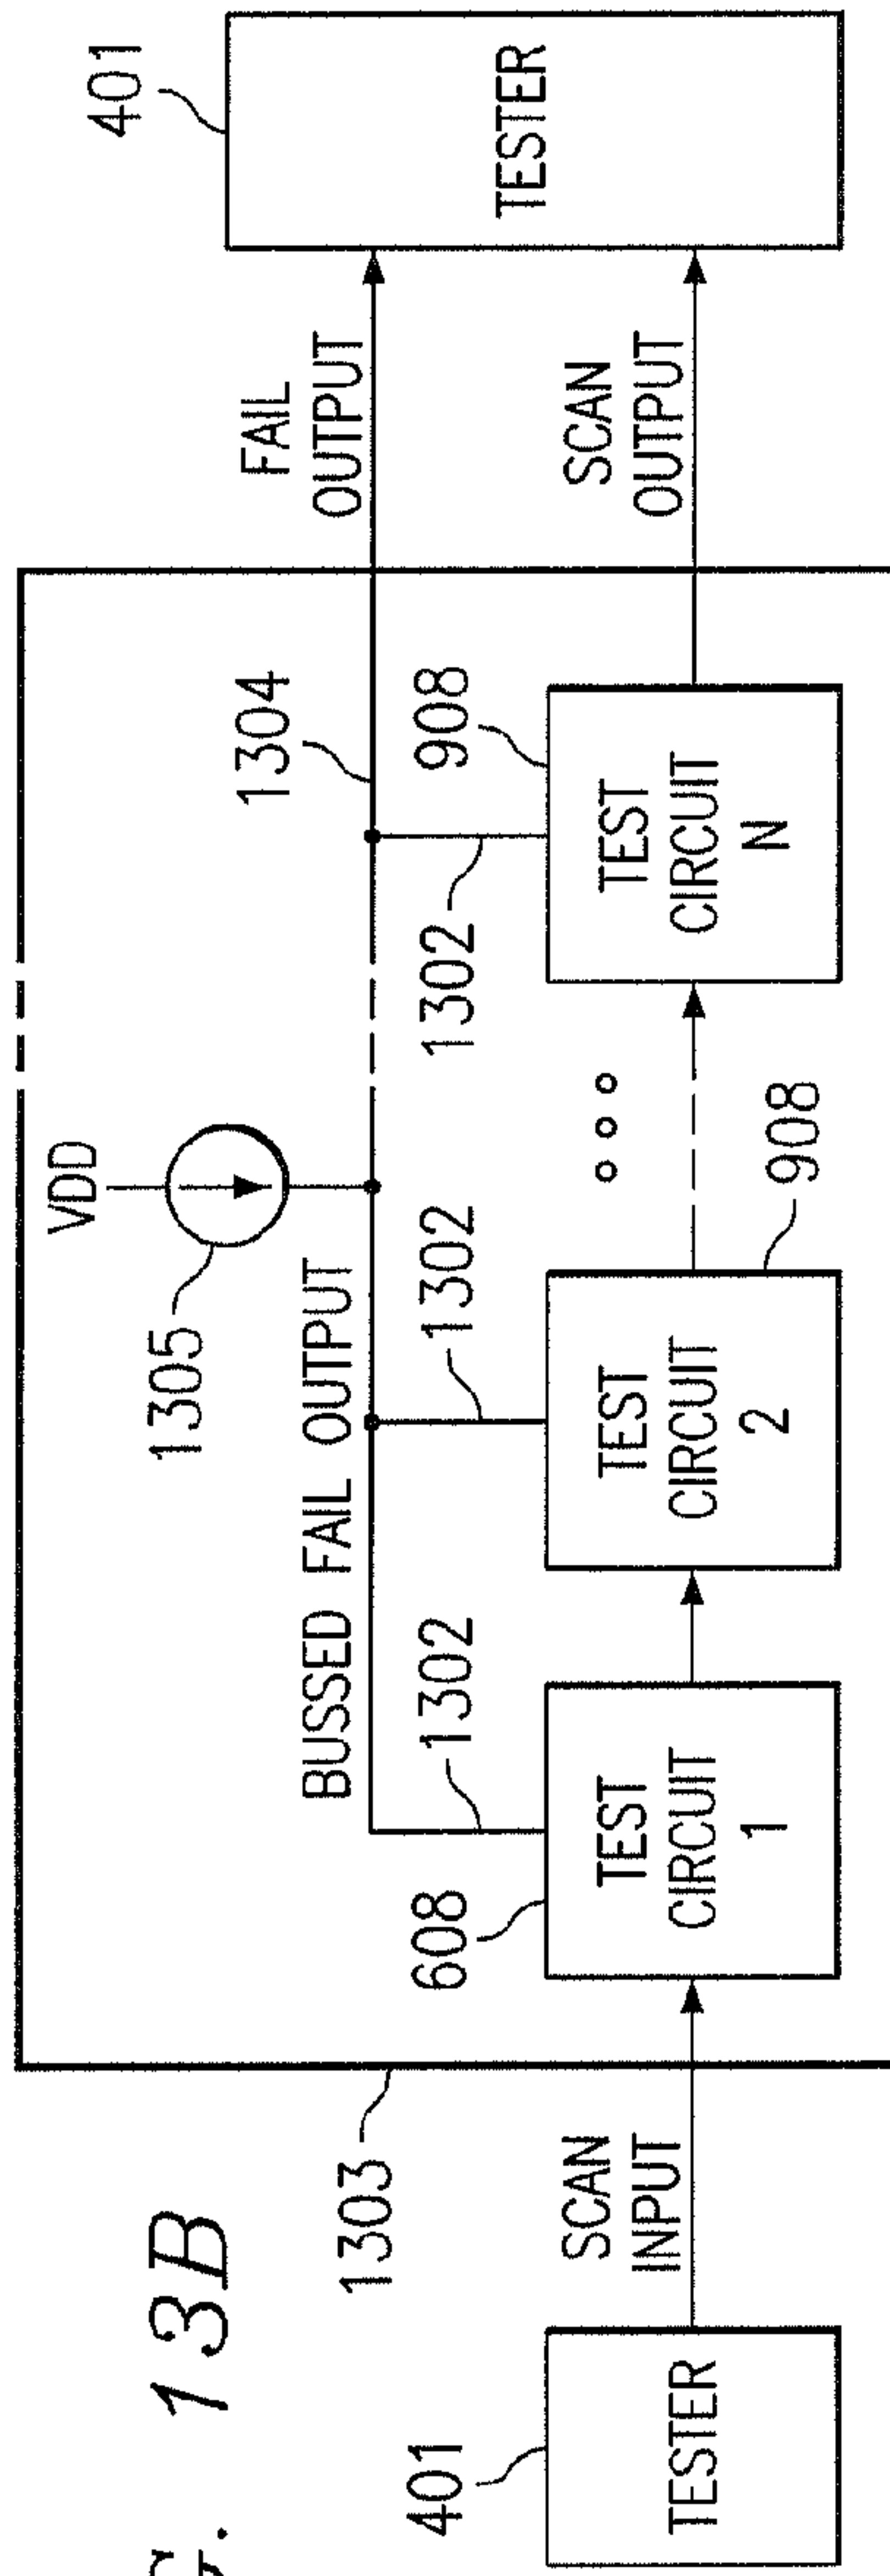 G. 13B
401
TESTER
SCAN
INPUT
1303
608
TEST
CIRCUIT
1
1302
BUSSED FAIL OUTPUT
1305
VDD
1302
TEST
CIRCUIT
2
908
1302
1304
908
TEST
CIRCUIT
N
FAIL
OUTPUT
SCAN
OUTPUT
401
TESTER